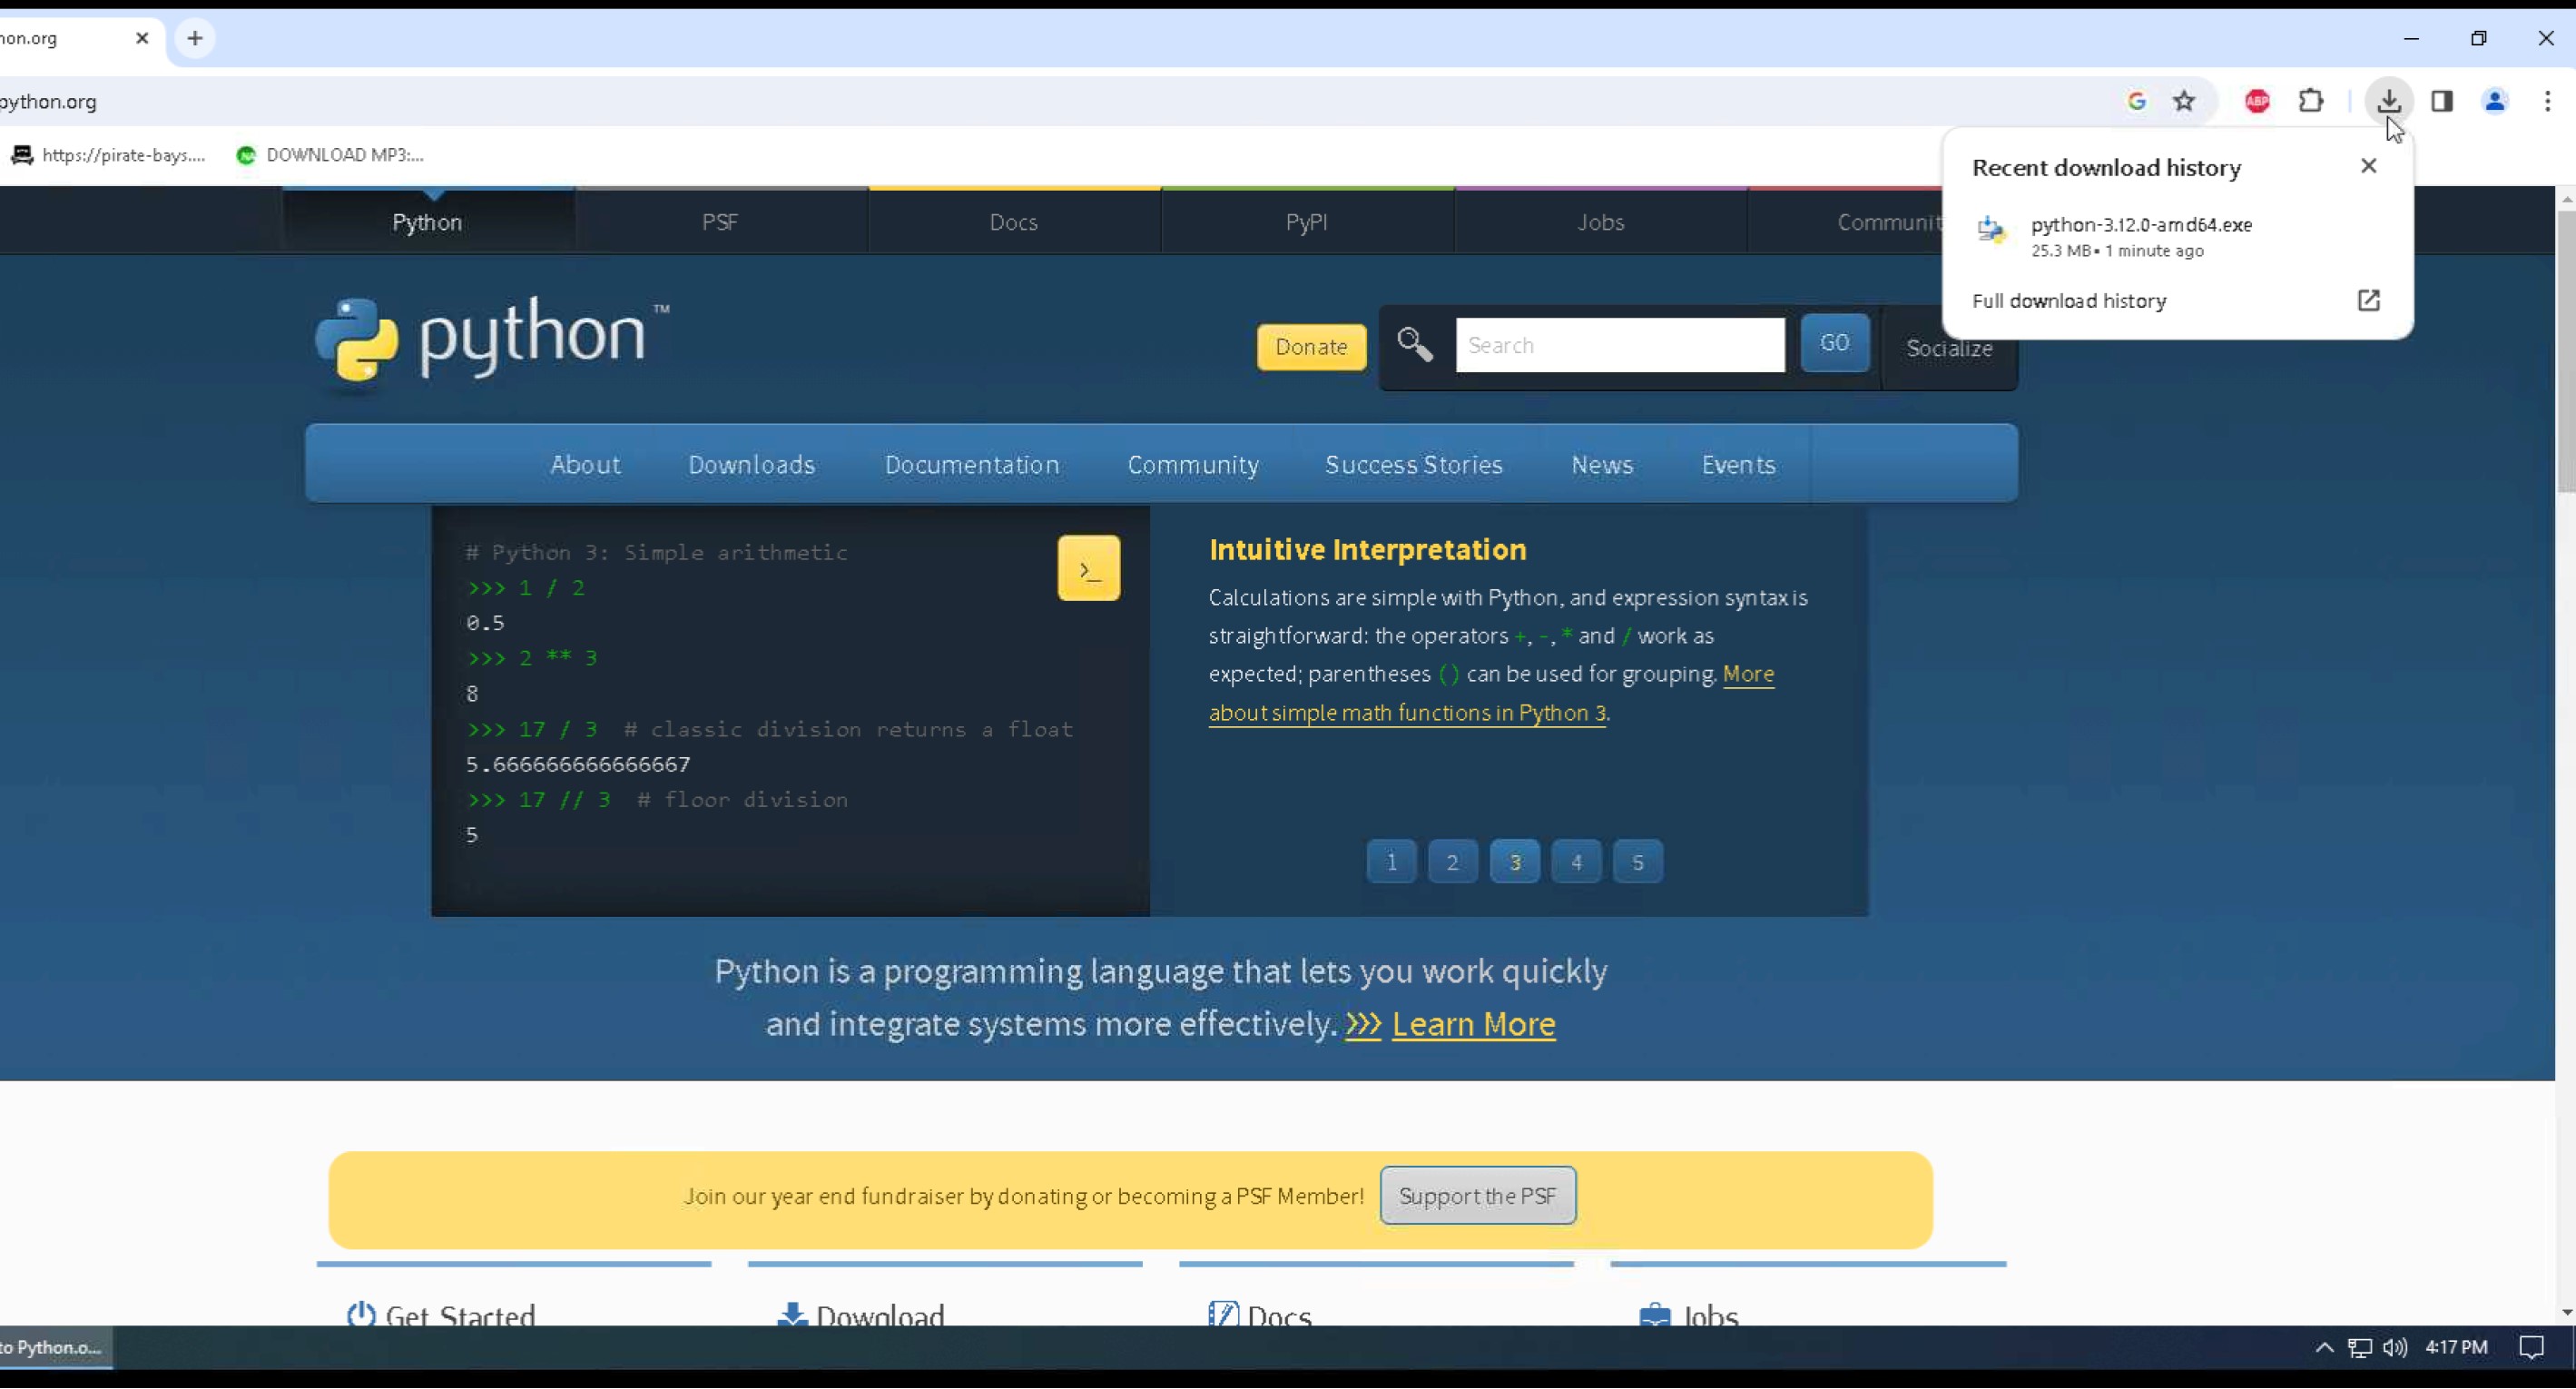 hon.org
python.org
https://pirate-bays....
DOWNLOAD MP3:...
Recent download history
python-3.12.0-amd64.exe
25.3 MB • 1 minute ago
Full download history
Python
PSF
Docs
PyPI
Jobs
Communit
python™
Donate
Search
GO
Socialize
About
Downloads
Documentation
Community
Success Stories
News
Events
# Python 3: Simple arithmetic
>>> 1 / 2
0.5
>>> 2 ** 3
8
>>> 17 / 3 # classic division returns a float
5.666666666666667
>>> 17 // 3 # floor division
5
>_
Intuitive Interpretation
Calculations are simple with Python, and expression syntax is
straightforward: the operators +, -, * and / work as
expected; parentheses () can be used for grouping. More
about simple math functions in Python 3.
1 2 3 4 5
Python is a programming language that lets you work quickly
and integrate systems more effectively. >>> Learn More
Join our year end fundraiser by donating or becoming a PSF Member!
Support the PSF
Get Started
Download
Docs
Jobs
to Python.o...
4:17 PM
ABP